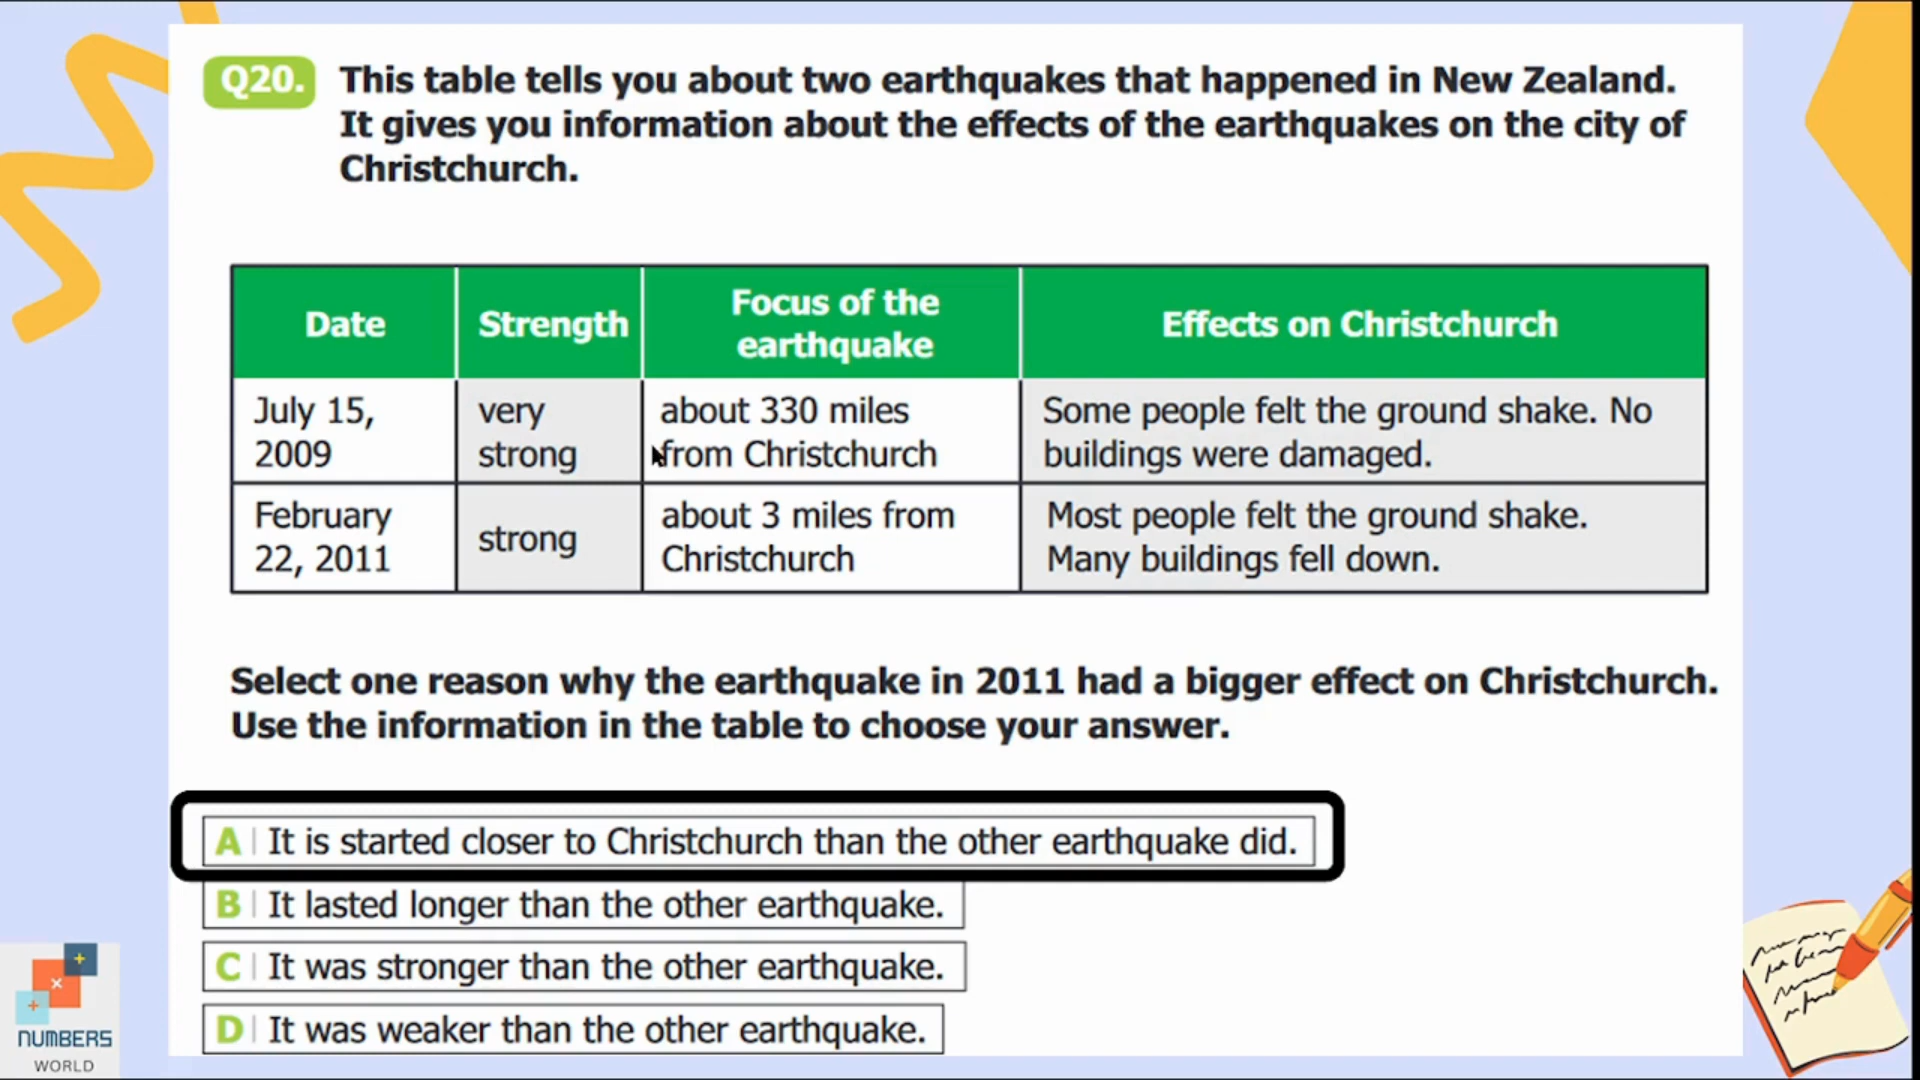 Q20. This table tells you about two earthquakes that happened in New Zealand.
It gives you information about the effects of the earthquakes on the city of
Christchurch.
Date Strength Focus of the earthquake Effects on Christchurch
July 15, 2009 very strong about 330 miles from Christchurch Some people felt the ground shake. No buildings were damaged.
February 22, 2011 strong about 3 miles from Christchurch Most people felt the ground shake. Many buildings fell down.
Select one reason why the earthquake in 2011 had a bigger effect on Christchurch.
Use the information in the table to choose your answer.
A It is started closer to Christchurch than the other earthquake did.
B It lasted longer than the other earthquake.
C It was stronger than the other earthquake.
D It was weaker than the other earthquake.
NUMBERS
WORLD